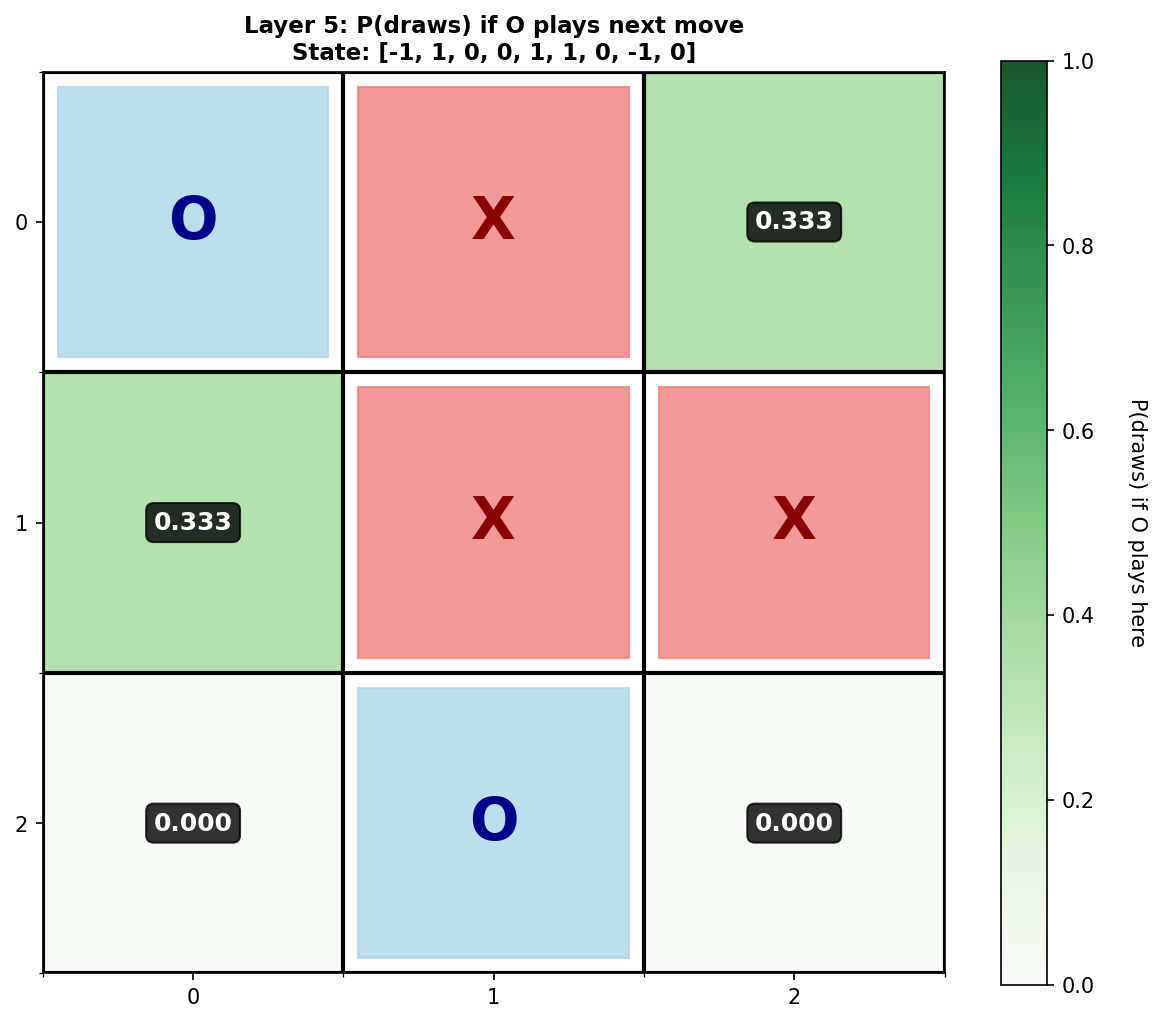 Layer 5: P(draws) if O plays next move
State: [-1, 1, 0, 0, 1, 1, 0, -1, 0]
0
O
X
0.333
1
0.333
X
X
2
0.000
O
0.000
0
1
2
1.0
0.8
0.6
0.4
0.2
0.0
P(draws) if O plays here